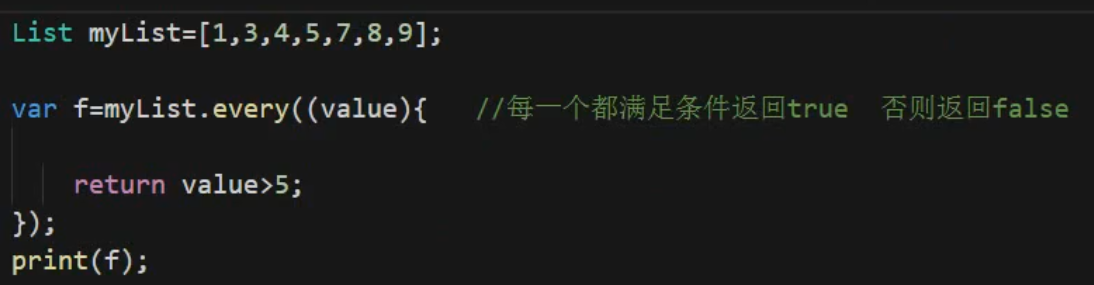 List myList=[1,3,4,5,7,8,9];
var f=myList.every((value){   //每一个都满足条件返回true  否则返回false
return value>5;
});
print(f);